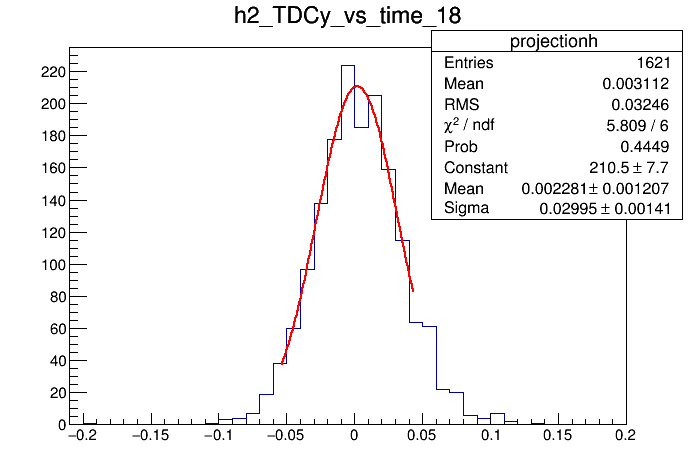 h2_TDCy_vs_time_18
projectionh
Entries 1621
Mean 0.003112
RMS 0.03246
χ² / ndf 5.809 / 6
Prob 0.4449
Constant 210.5 ± 7.7
Mean 0.002281 ± 0.001207
Sigma 0.02995 ± 0.00141
220
200
180
160
140
120
100
80
60
40
20
0
−0.2 −0.15 −0.1 −0.05 0 0.05 0.1 0.15 0.2